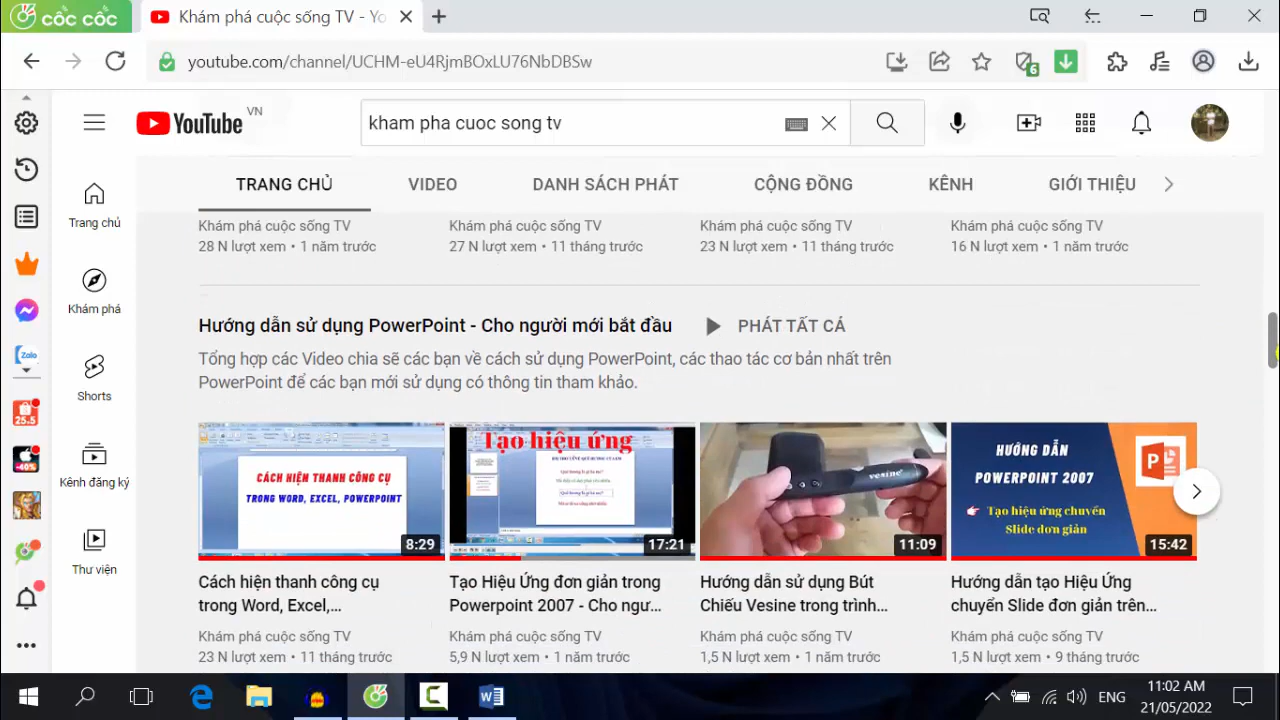 cốc cốc
Khám phá cuộc sống TV - Yo
youtube.com/channel/UCHM-eU4RjmBOxLU76NbDBSw
6
YouTube VN
kham pha cuoc song tv
TRANG CHỦ VIDEO DANH SÁCH PHÁT CỘNG ĐỒNG KÊNH GIỚI THIỆU
Trang chủ
Khám phá
Shorts
Kênh đăng ký
Thư viện
Zalo
25.5
-40%
Khám phá cuộc sống TV Khám phá cuộc sống TV Khám phá cuộc sống TV Khám phá cuộc sống TV
28 N lượt xem • 1 năm trước 27 N lượt xem • 11 tháng trước 23 N lượt xem • 11 tháng trước 16 N lượt xem • 1 năm trước
Hướng dẫn sử dụng PowerPoint - Cho người mới bắt đầu PHÁT TẤT CẢ
Tổng hợp các Video chia sẽ các bạn về cách sử dụng PowerPoint, các thao tác cơ bản nhất trên
PowerPoint để các bạn mới sử dụng có thông tin tham khảo.
CÁCH HIỆN THANH CÔNG CỤ
TRONG WORD, EXCEL, POWERPOINT
8:29
Tạo hiệu ứng
17:21
vesine
11:09
HƯỚNG DẪN
POWERPOINT 2007
Tạo hiệu ứng chuyển
Slide đơn giản
P
15:42
Cách hiện thanh công cụ Tạo Hiệu Ứng đơn giản trong Hướng dẫn sử dụng Bút Hướng dẫn tạo Hiệu Ứng
trong Word, Excel,... Powerpoint 2007 - Cho ngư... Chiếu Vesine trong trình... chuyển Slide đơn giản trên...
Khám phá cuộc sống TV Khám phá cuộc sống TV Khám phá cuộc sống TV Khám phá cuộc sống TV
23 N lượt xem • 11 tháng trước 5,9 N lượt xem • 1 năm trước 1,5 N lượt xem • 1 năm trước 1,5 N lượt xem • 9 tháng trước
ENG
11:02 AM
21/05/2022